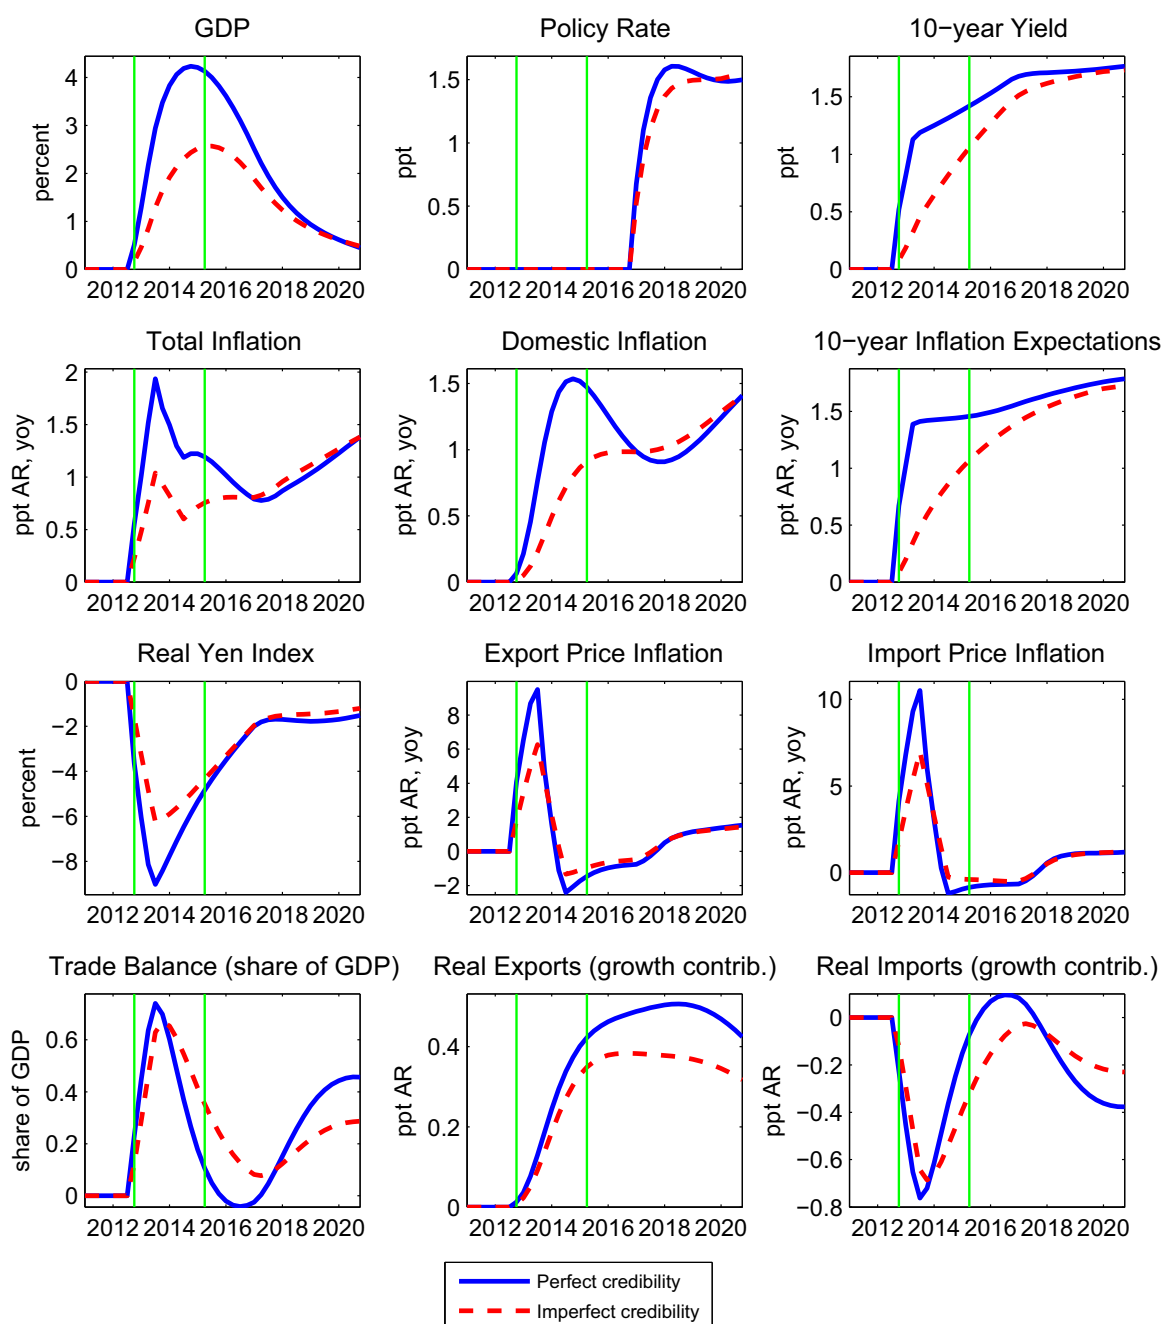 GDP
percent
4
3
2
1
0
2012 2014 2016 2018 2020
Policy Rate
ppt
1.5
1
0.5
0
2012 2014 2016 2018 2020
10−year Yield
ppt
1.5
1
0.5
0
2012 2014 2016 2018 2020
Total Inflation
ppt AR, yoy
2
1.5
1
0.5
0
2012 2014 2016 2018 2020
Domestic Inflation
ppt AR, yoy
1.5
1
0.5
0
2012 2014 2016 2018 2020
10−year Inflation Expectations
ppt AR, yoy
1.5
1
0.5
0
2012 2014 2016 2018 2020
Real Yen Index
percent
0
−2
−4
−6
−8
2012 2014 2016 2018 2020
Export Price Inflation
ppt AR, yoy
8
6
4
2
0
−2
2012 2014 2016 2018 2020
Import Price Inflation
ppt AR, yoy
10
5
0
2012 2014 2016 2018 2020
Trade Balance (share of GDP)
share of GDP
0.6
0.4
0.2
0
2012 2014 2016 2018 2020
Real Exports (growth contrib.)
ppt AR
0.4
0.2
0
2012 2014 2016 2018 2020
Real Imports (growth contrib.)
ppt AR
0
−0.2
−0.4
−0.6
−0.8
2012 2014 2016 2018 2020
Perfect credibility
Imperfect credibility